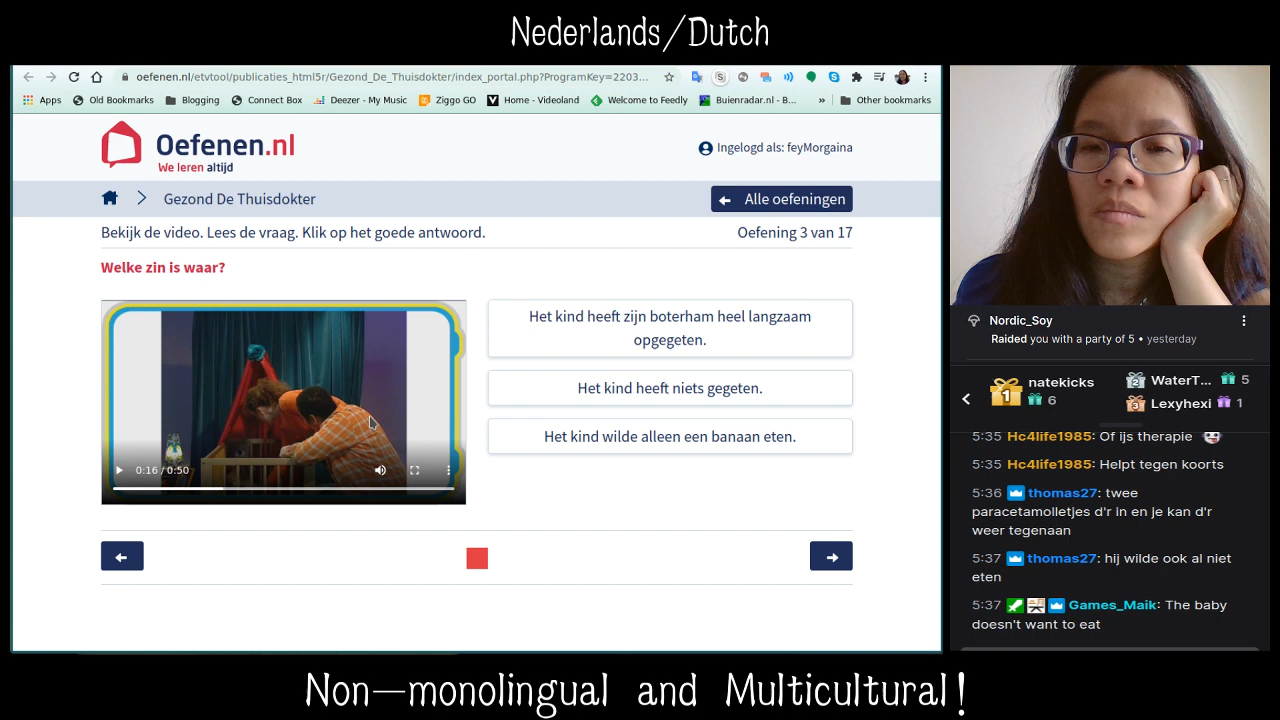 Nederlands/Dutch
oefenen.nl/etvtool/publicaties_html5r/Gezond_De_Thuisdokter/index_portal.php?ProgramKey=2203...
Apps Old Bookmarks Blogging Connect Box Deezer - My Music Ziggo GO Home - Videoland Welcome to Feedly Buienradar.nl - B... » Other bookmarks
Oefenen.nl
We leren altijd
Ingelogd als: feyMorgaina
Gezond De Thuisdokter
Alle oefeningen
Bekijk de video. Lees de vraag. Klik op het goede antwoord.
Oefening 3 van 17
Welke zin is waar?
Het kind heeft zijn boterham heel langzaam
opgegeten.
Het kind heeft niets gegeten.
Het kind wilde alleen een banaan eten.
0:16 / 0:50
Nordic_Soy
Raided you with a party of 5 • yesterday
1 natekicks
6
2 WaterT... 5
3 Lexyhexi 1
5:35 Hc4life1985: Of ijs therapie
5:35 Hc4life1985: Helpt tegen koorts
5:36 thomas27: twee
paracetamolletjes d'r in en je kan d'r
weer tegenaan
5:37 thomas27: hij wilde ook al niet
eten
5:37 Games_Maik: The baby
doesn't want to eat
Non-monolingual and Multicultural!